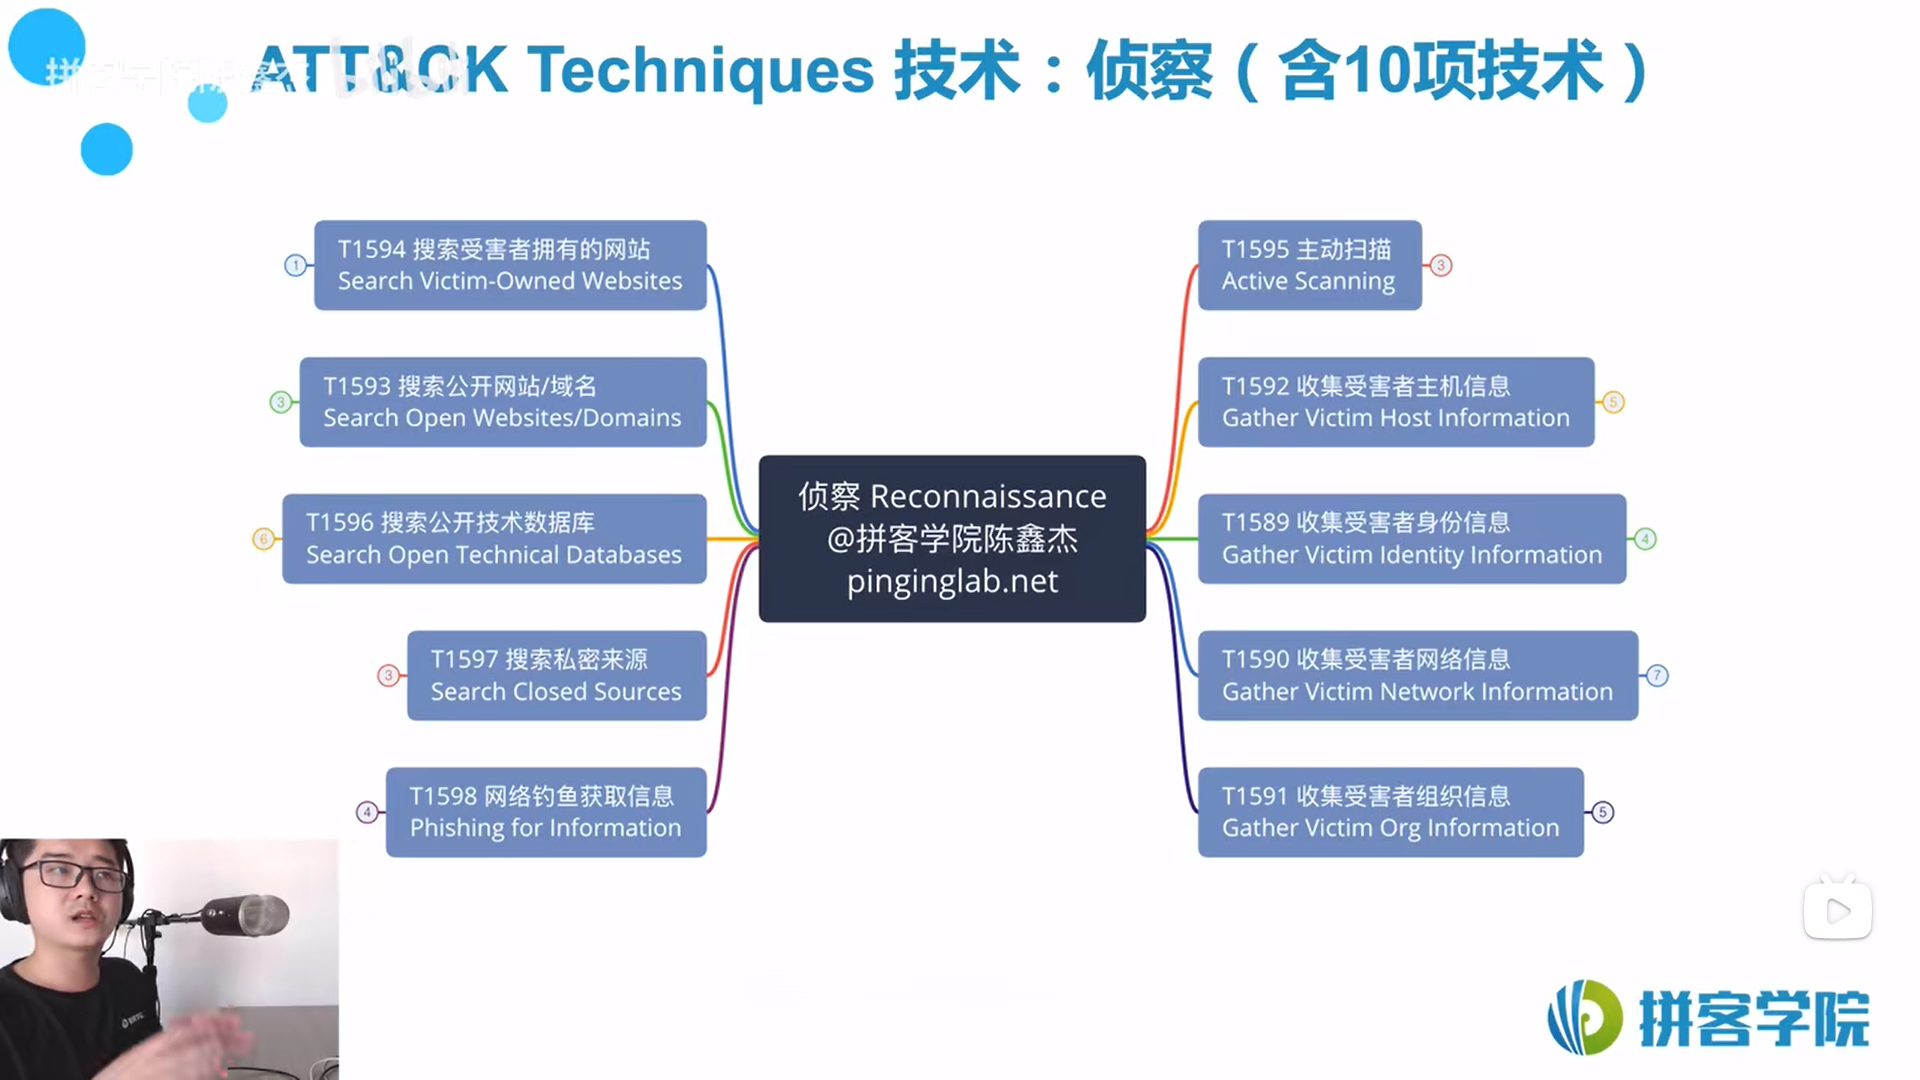 ATT&CK Techniques 技术：侦察（含10项技术）
拼客学院陈鑫杰
bilibili
T1594 搜索受害者拥有的网站
Search Victim-Owned Websites
1
T1593 搜索公开网站/域名
Search Open Websites/Domains
3
T1596 搜索公开技术数据库
Search Open Technical Databases
6
T1597 搜索私密来源
Search Closed Sources
3
T1598 网络钓鱼获取信息
Phishing for Information
4
侦察 Reconnaissance
@拼客学院陈鑫杰
pinginglab.net
T1595 主动扫描
Active Scanning
3
T1592 收集受害者主机信息
Gather Victim Host Information
5
T1589 收集受害者身份信息
Gather Victim Identity Information
4
T1590 收集受害者网络信息
Gather Victim Network Information
7
T1591 收集受害者组织信息
Gather Victim Org Information
5
拼客学院